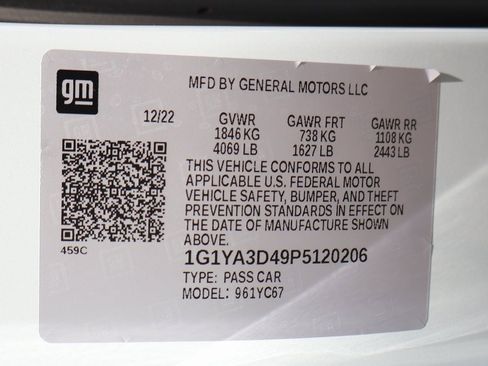 gm
MFD BY GENERAL MOTORS LLC
12/22 GVWR GAWR FRT GAWR RR
1846 KG 738 KG 1108 KG
4069 LB 1627 LB 2443 LB
THIS VEHICLE CONFORMS TO ALL
APPLICABLE U.S. FEDERAL MOTOR
VEHICLE SAFETY, BUMPER, AND THEFT
PREVENTION STANDARDS IN EFFECT ON
THE DATE OF MANUFACTURE SHOWN
ABOVE.
459C
1G1YA3D49P5120206
TYPE: PASS CAR
MODEL: 961YC67